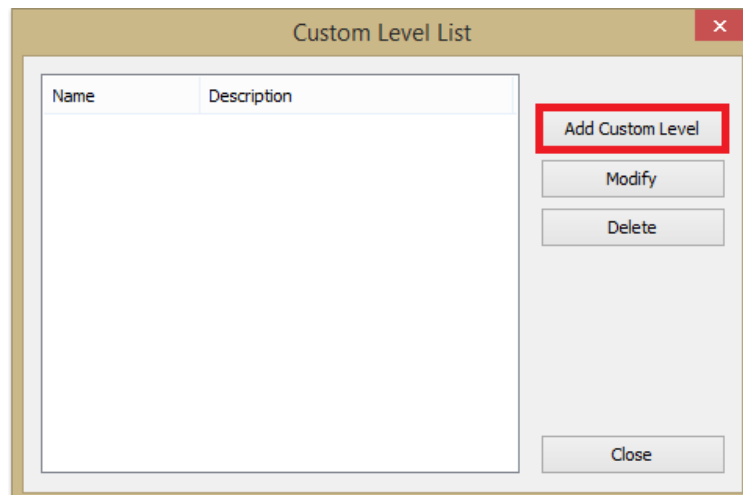 Custom Level List
Name Description
Add Custom Level
Modify
Delete
Close